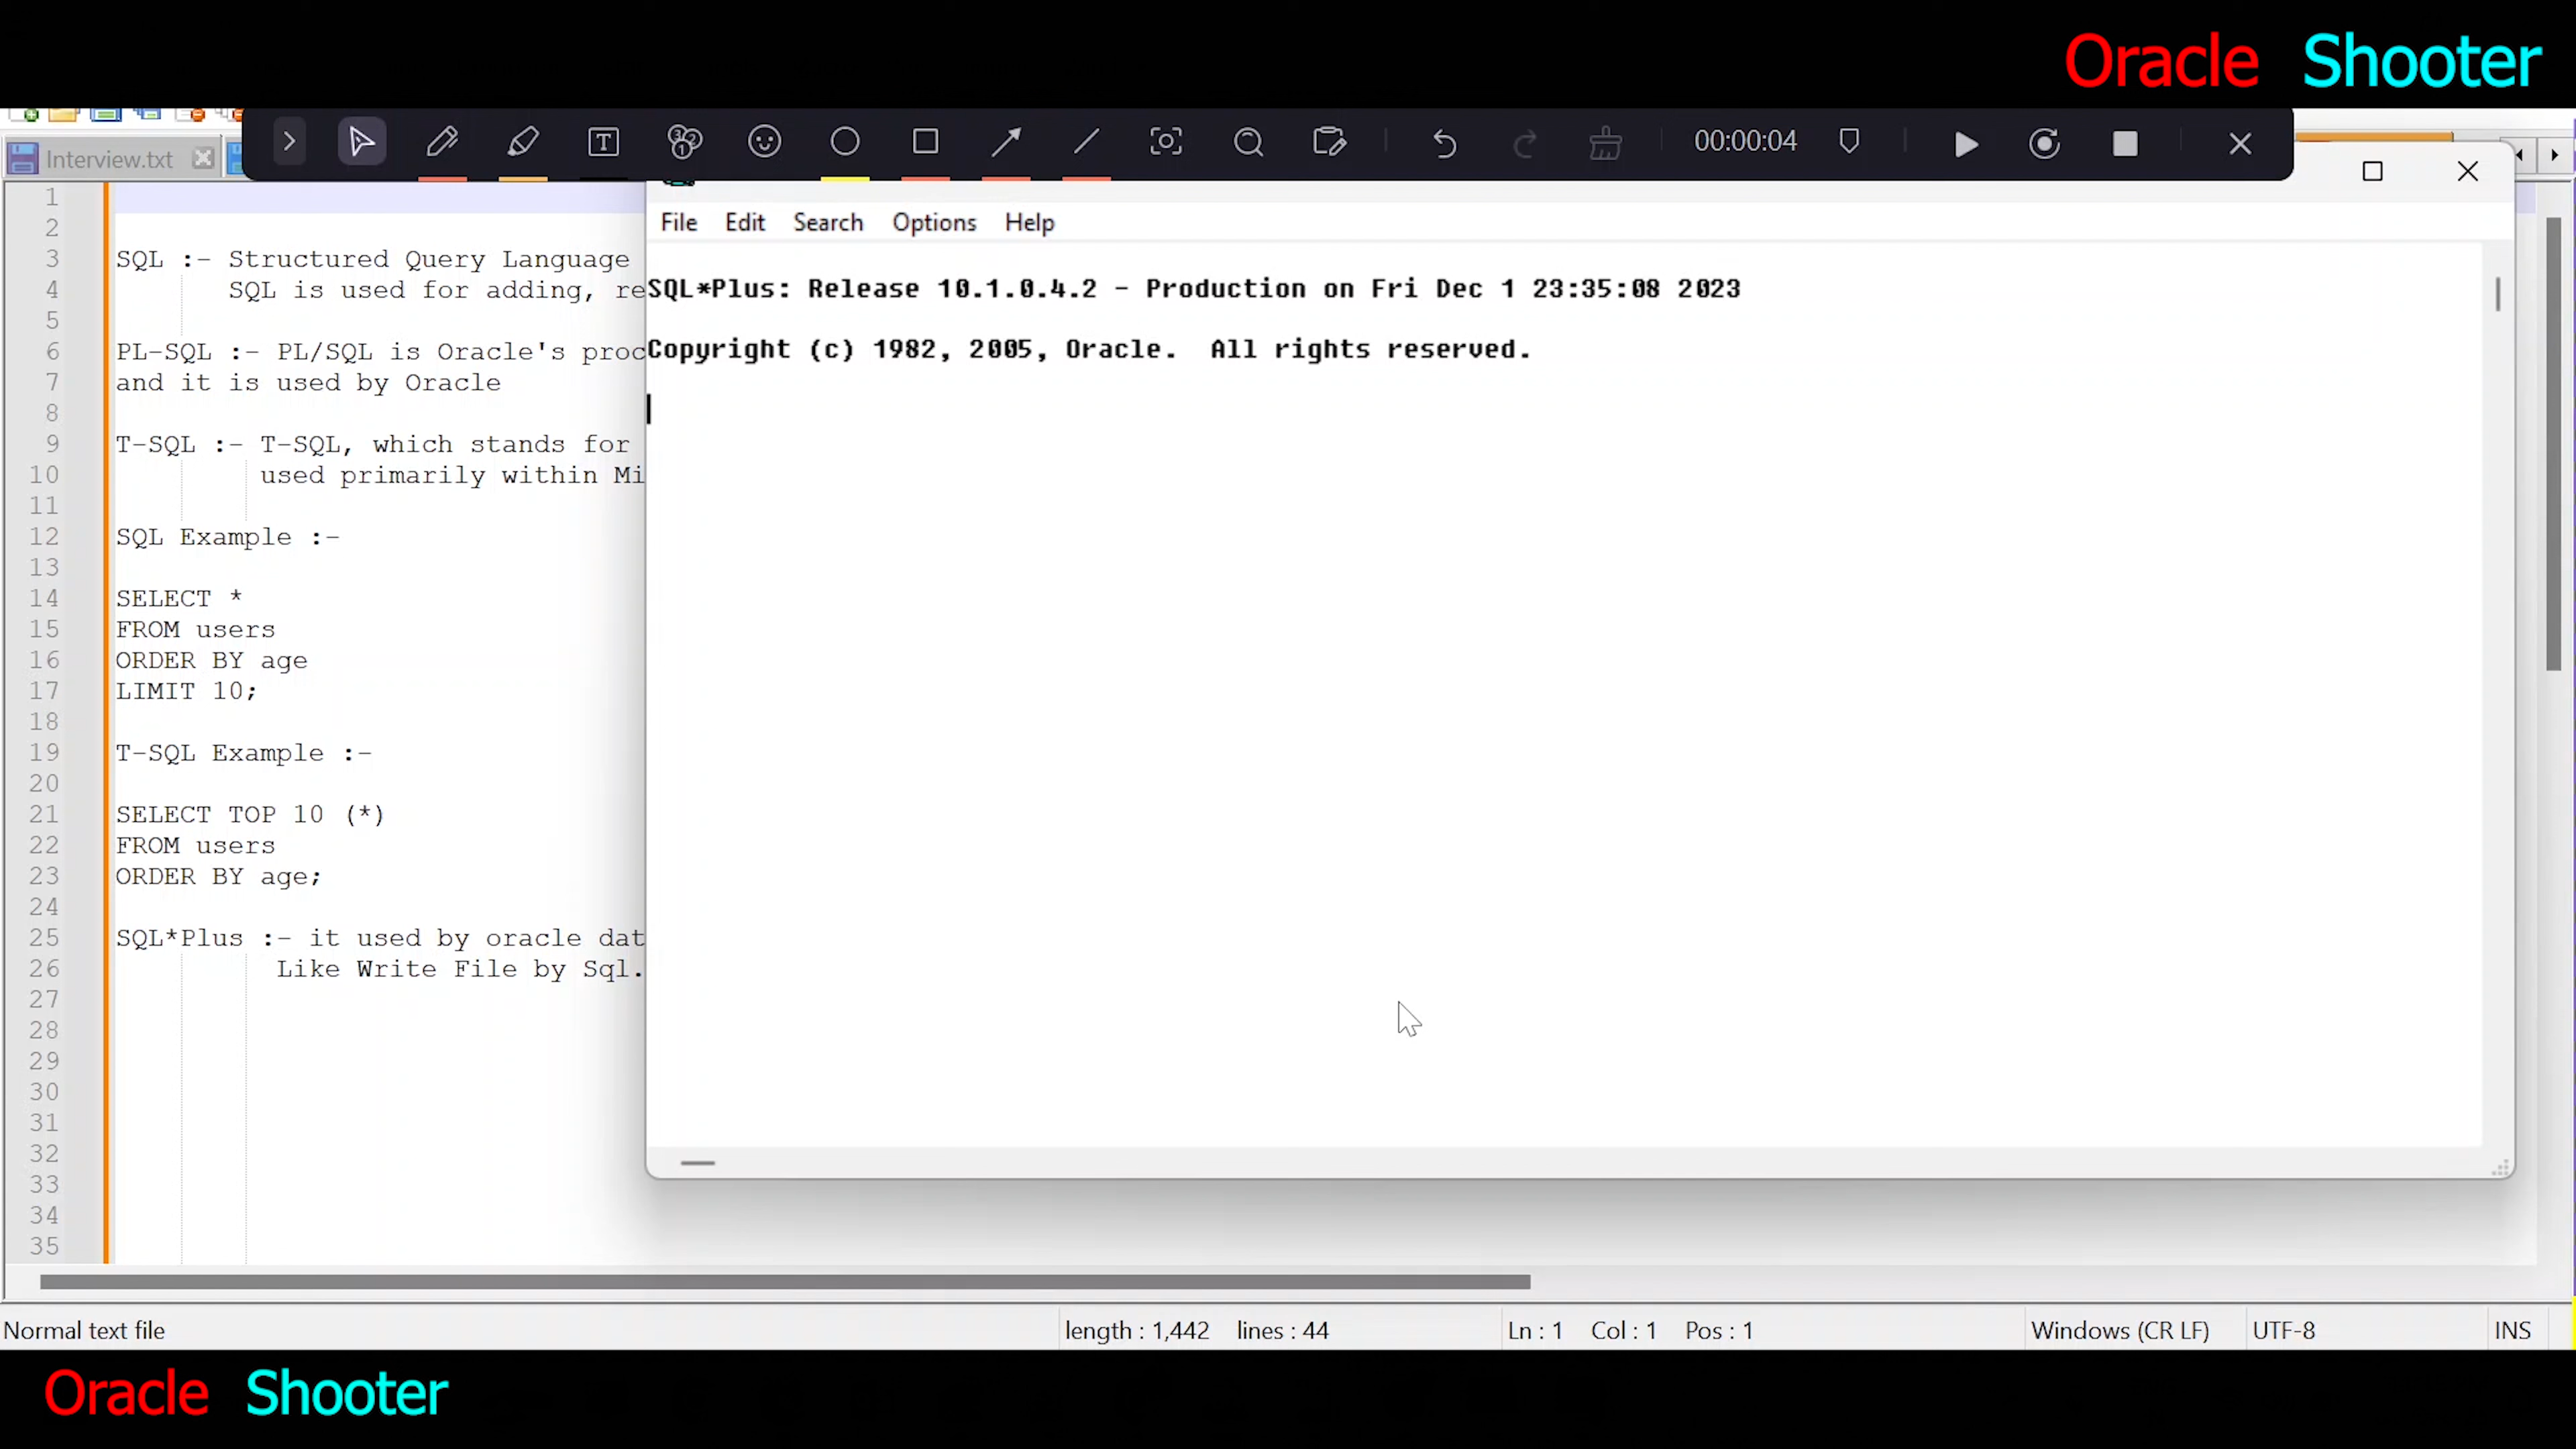 Oracle Shooter
00:00:04
Interview.txt
File Edit Search Options Help
SQL*Plus: Release 10.1.0.4.2 - Production on Fri Dec 1 23:35:08 2023
Copyright (c) 1982, 2005, Oracle.  All rights reserved.
1
2
3 SQL :- Structured Query Language
4 SQL is used for adding, re
5
6 PL-SQL :- PL/SQL is Oracle's proc
7 and it is used by Oracle
8
9 T-SQL :- T-SQL, which stands for
10 used primarily within Mi
11
12 SQL Example :-
13
14 SELECT *
15 FROM users
16 ORDER BY age
17 LIMIT 10;
18
19 T-SQL Example :-
20
21 SELECT TOP 10 (*)
22 FROM users
23 ORDER BY age;
24
25 SQL*Plus :- it used by oracle dat
26 Like Write File by Sql.
27
28
29
30
31
32
33
34
35
Normal text file length : 1,442 lines : 44 Ln : 1 Col : 1 Pos : 1 Windows (CR LF) UTF-8 INS
Oracle Shooter